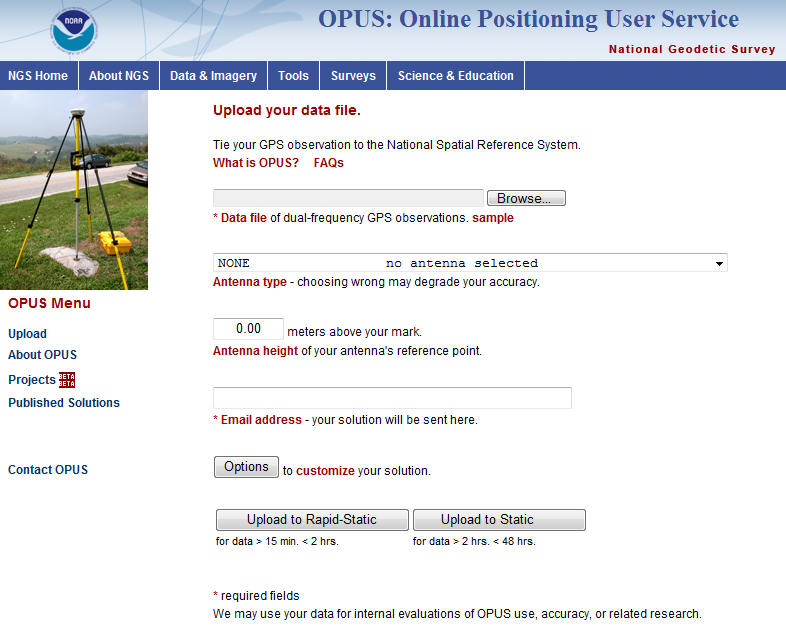 NOAA
OPUS: Online Positioning User Service
National Geodetic Survey
NGS Home About NGS Data & Imagery Tools Surveys Science & Education
Upload your data file.
Tie your GPS observation to the National Spatial Reference System.
What is OPUS? FAQs
Browse...
* Data file of dual-frequency GPS observations. sample
NONE no antenna selected
Antenna type - choosing wrong may degrade your accuracy.
0.00 meters above your mark.
Antenna height of your antenna's reference point.
* Email address - your solution will be sent here.
Options to customize your solution.
Upload to Rapid-Static Upload to Static
for data > 15 min. < 2 hrs. for data > 2 hrs. < 48 hrs.
* required fields
We may use your data for internal evaluations of OPUS use, accuracy, or related research.
OPUS Menu
Upload
About OPUS
Projects BETA
BETA
Published Solutions
Contact OPUS